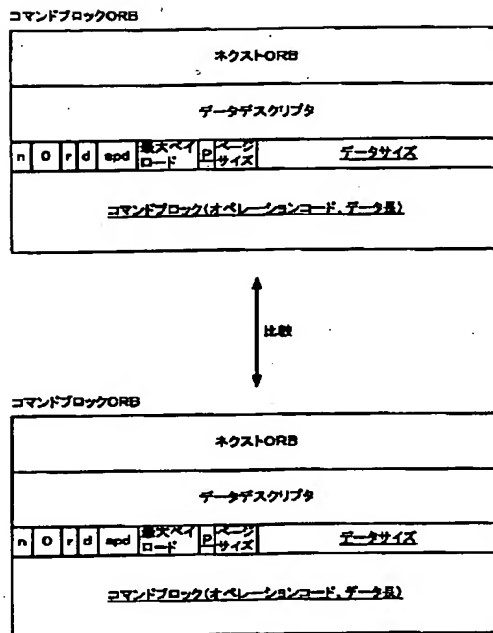 コマンドブロックORB
ネクストORB
データデスクリプタ
n 0 r d spd 最大ペイロード P ページサイズ データサイズ
コマンドブロック(オペレーションコード、データ長)
比較
コマンドブロックORB
ネクストORB
データデスクリプタ
n 0 r d spd 最大ペイロード P ページサイズ データサイズ
コマンドブロック(オペレーションコード、データ長)